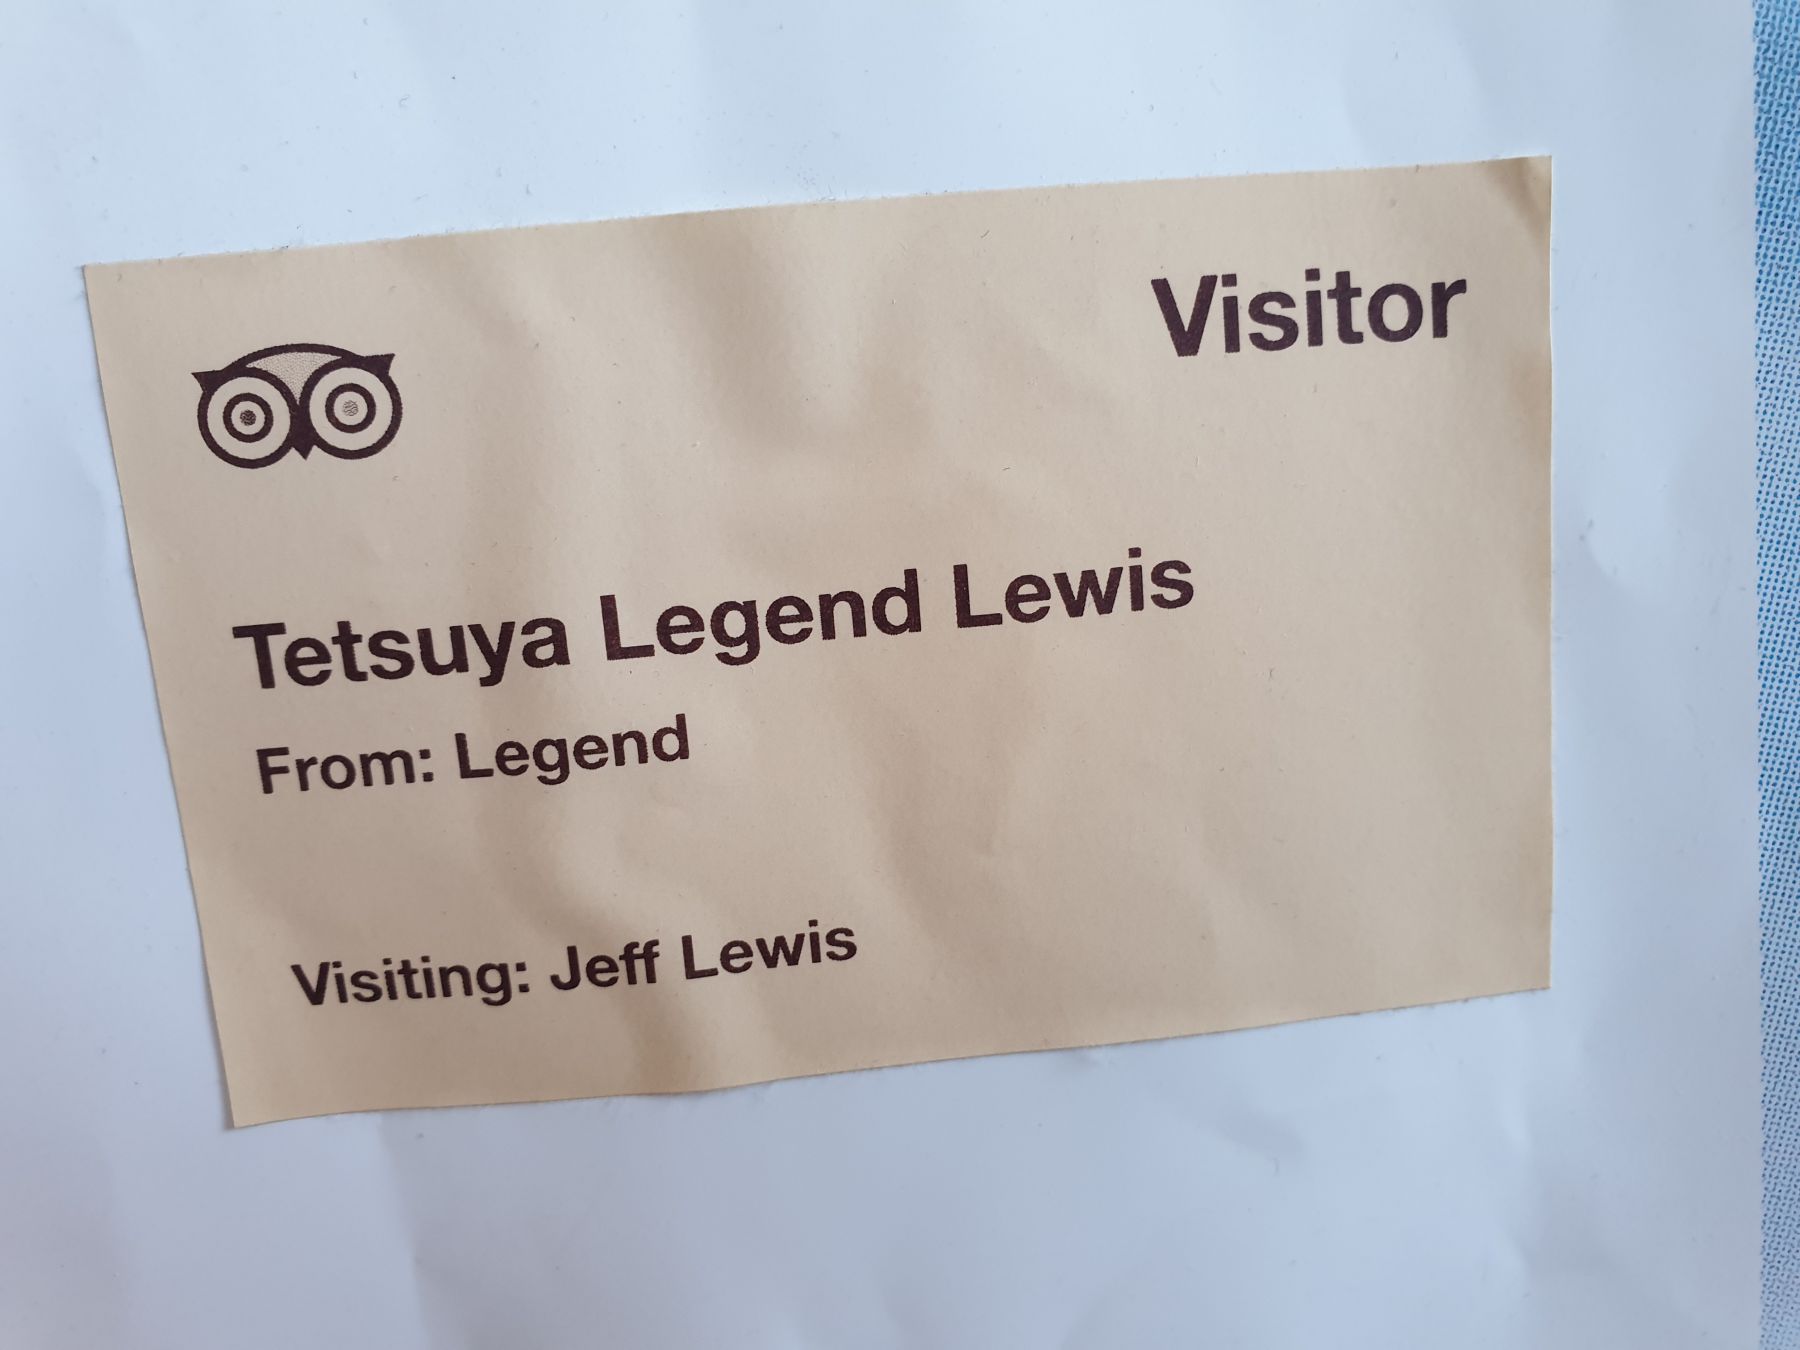 Visitor
Tetsuya Legend Lewis
From: Legend
Visiting: Jeff Lewis